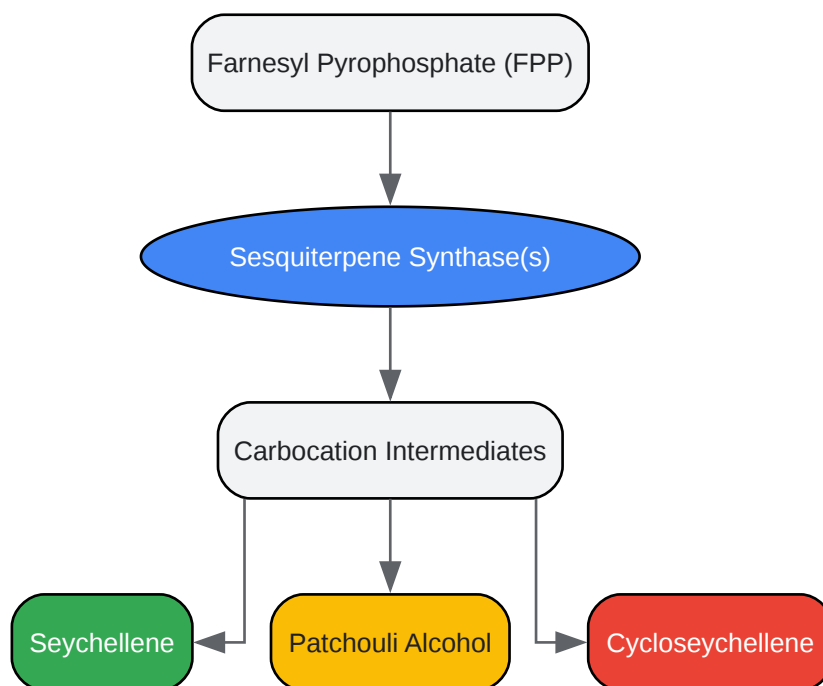 Farnesyl Pyrophosphate (FPP)
Sesquiterpene Synthase(s)
Carbocation Intermediates
Seychellene
Patchouli Alcohol
Cycloseychellene